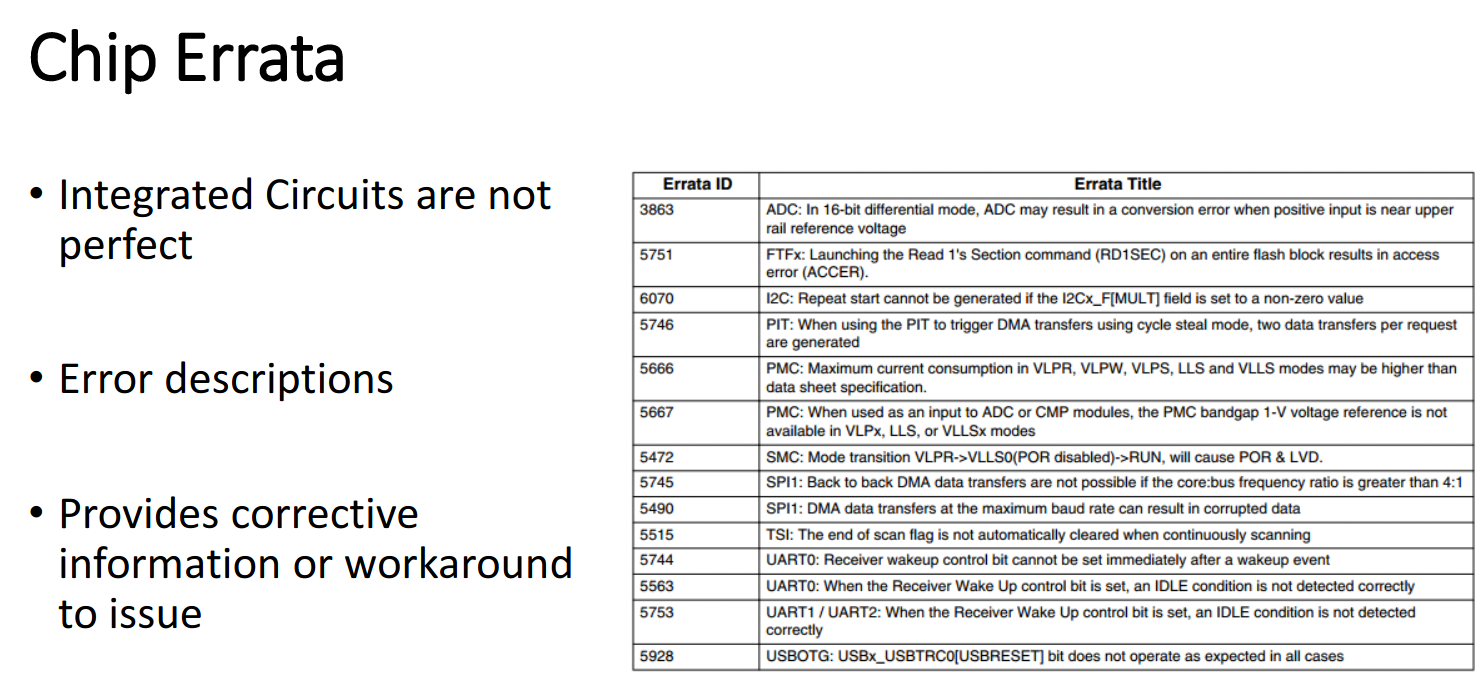 Chip Errata
• Integrated Circuits are not
perfect
• Error descriptions
• Provides corrective
information or workaround
to issue
Errata ID Errata Title
3863 ADC: In 16-bit differential mode, ADC may result in a conversion error when positive input is near upper
rail reference voltage
5751 FTFx: Launching the Read 1's Section command (RD1SEC) on an entire flash block results in access
error (ACCER).
6070 I2C: Repeat start cannot be generated if the I2Cx_F[MULT] field is set to a non-zero value
5746 PIT: When using the PIT to trigger DMA transfers using cycle steal mode, two data transfers per request
are generated
5666 PMC: Maximum current consumption in VLPR, VLPW, VLPS, LLS and VLLS modes may be higher than
data sheet specification.
5667 PMC: When used as an input to ADC or CMP modules, the PMC bandgap 1-V voltage reference is not
available in VLPx, LLS, or VLLSx modes
5472 SMC: Mode transition VLPR->VLLS0(POR disabled)->RUN, will cause POR & LVD.
5745 SPI1: Back to back DMA data transfers are not possible if the core:bus frequency ratio is greater than 4:1
5490 SPI1: DMA data transfers at the maximum baud rate can result in corrupted data
5515 TSI: The end of scan flag is not automatically cleared when continuously scanning
5744 UART0: Receiver wakeup control bit cannot be set immediately after a wakeup event
5563 UART0: When the Receiver Wake Up control bit is set, an IDLE condition is not detected correctly
5753 UART1 / UART2: When the Receiver Wake Up control bit is set, an IDLE condition is not detected
correctly
5928 USBOTG: USBx_USBTRC0[USBRESET] bit does not operate as expected in all cases